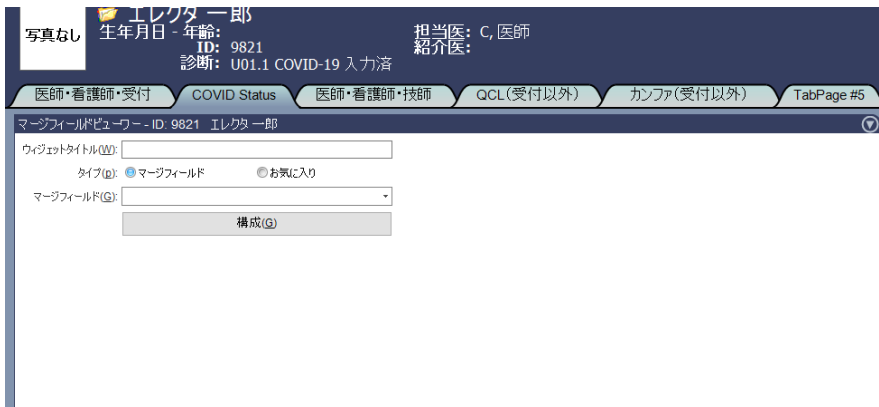 エレクタ 一郎
写真なし
生年月日 - 年齢:
担当医: C, 医師
ID: 9821
紹介医:
診断: U01.1 COVID-19 入力済
医師・看護師・受付 COVID Status 医師・看護師・技師 QCL(受付以外) カンファ(受付以外) TabPage #5
マージフィールドビューワー - ID: 9821 エレクタ 一郎
ウィジェットタイトル(W):
タイプ(p): マージフィールド お気に入り
マージフィールド(G):
構成(G)